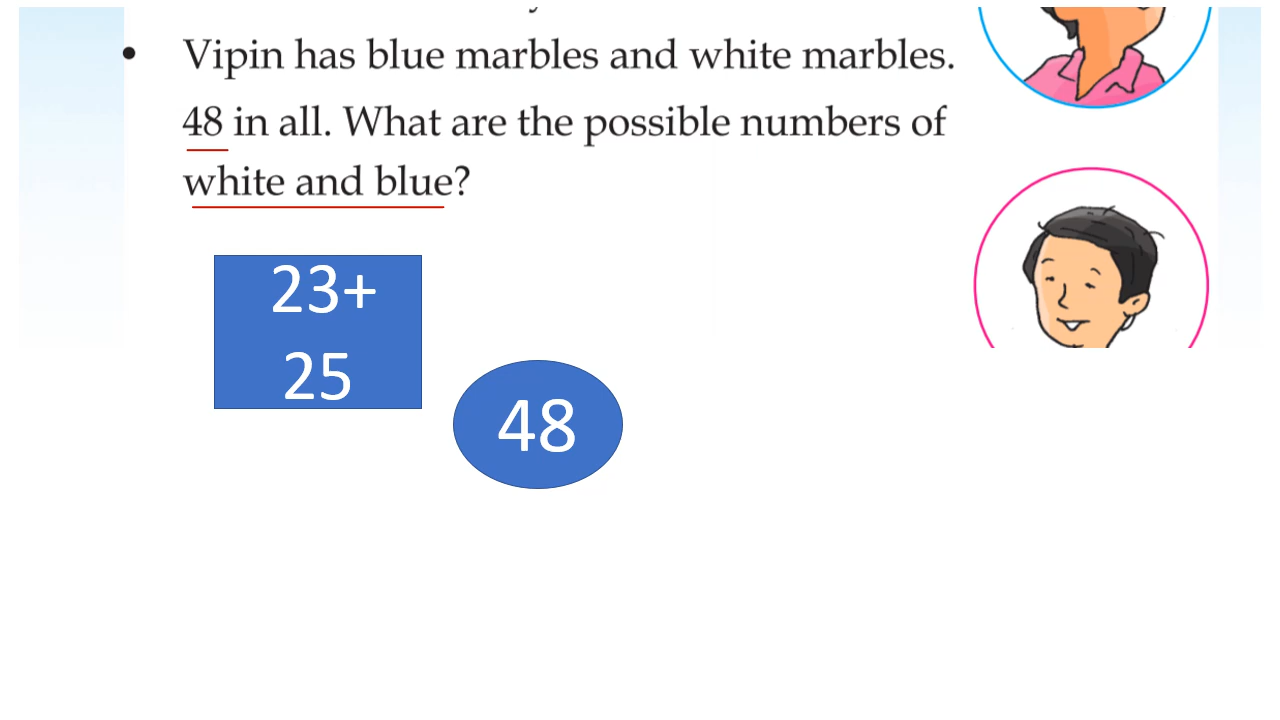 • Vipin has blue marbles and white marbles.
48 in all. What are the possible numbers of
white and blue?
23+
25
48